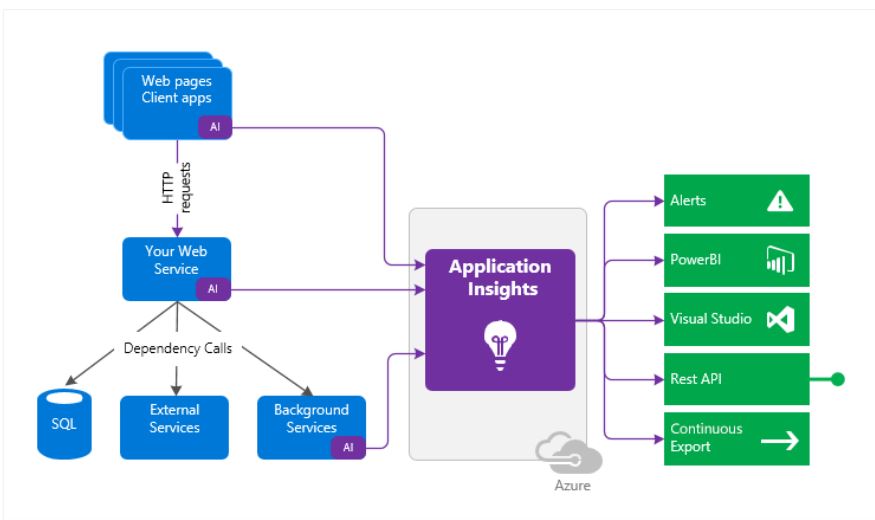 Web pages
Client apps
AI
HTTP
requests
Your Web
Service
AI
Dependency Calls
SQL
External
Services
Background
Services
AI
Application
Insights
Azure
Alerts
PowerBI
Visual Studio
Rest API
Continuous
Export